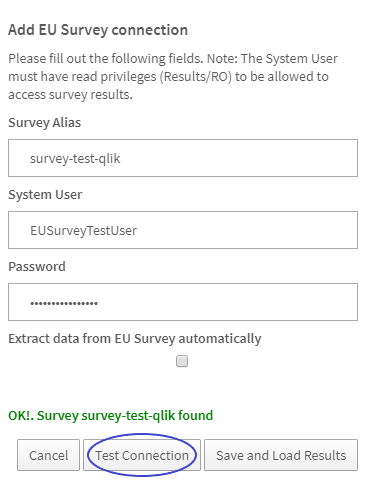 Add EU Survey connection
Please fill out the following fields. Note: The System User
must have read privileges (Results/RO) to be allowed to
access survey results.
Survey Alias
survey-test-qlik
System User
EUSurveyTestUser
Password
••••••••••••••••
Extract data from EU Survey automatically
OK!. Survey survey-test-qlik found
Cancel
Test Connection
Save and Load Results